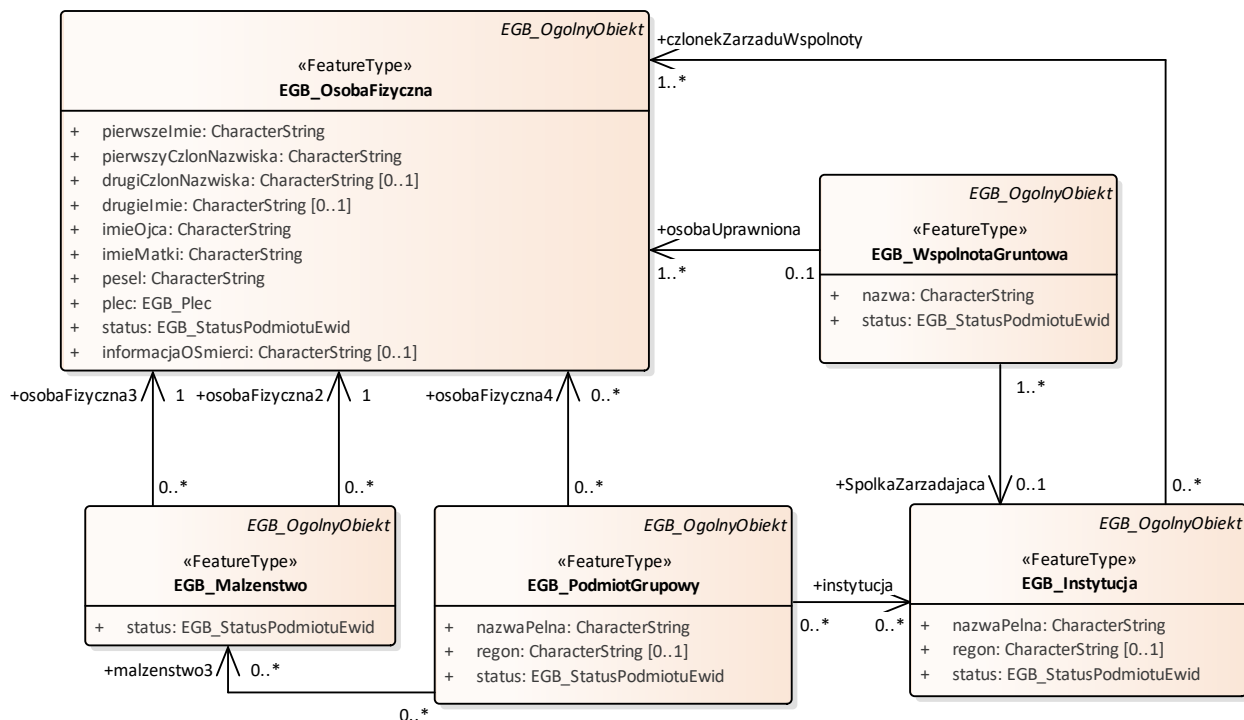 EGB_OgolnyObiekt
«FeatureType»
EGB_OsobaFizyczna
+ pierwszeImie: CharacterString
+ pierwszyCzlonNazwiska: CharacterString
+ drugiCzlonNazwiska: CharacterString [0..1]
+ drugieImie: CharacterString [0..1]
+ imieOjca: CharacterString
+ imieMatki: CharacterString
+ pesel: CharacterString
+ plec: EGB_Plec
+ status: EGB_StatusPodmiotuEwid
+ informacjaOSmierci: CharacterString [0..1]
+członekZarzaduWspolnoty
1..*
EGB_OgolnyObiekt
«FeatureType»
EGB_WspolnotaGruntowa
+ nazwa: CharacterString
+ status: EGB_StatusPodmiotuEwid
+osobaUprawniona
1..*
0..1
+osobaFizyczna3
1
+osobaFizyczna2
1
+osobaFizyczna4
0..*
1..*
0..*
0..*
0..*
+SpolkaZarzadajaca
0..1
0..*
EGB_OgolnyObiekt
«FeatureType»
EGB_Malzenstwo
+ status: EGB_StatusPodmiotuEwid
EGB_OgolnyObiekt
«FeatureType»
EGB_PodmiotGrupowy
+ nazwaPelna: CharacterString
+ regon: CharacterString [0..1]
+ status: EGB_StatusPodmiotuEwid
+instytucja
0..*
0..*
EGB_OgolnyObiekt
«FeatureType»
EGB_Instytucja
+ nazwaPelna: CharacterString
+ regon: CharacterString [0..1]
+ status: EGB_StatusPodmiotuEwid
+malzenstwo3
0..*
0..*